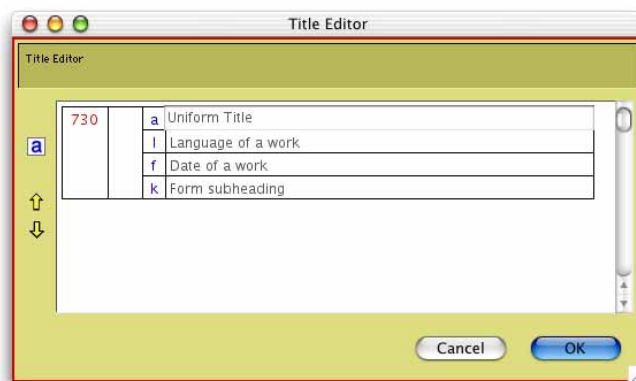 Title Editor
Title Editor
730 a Uniform Title
a
l Language of a work
f Date of a work
k Form subheading
Cancel OK